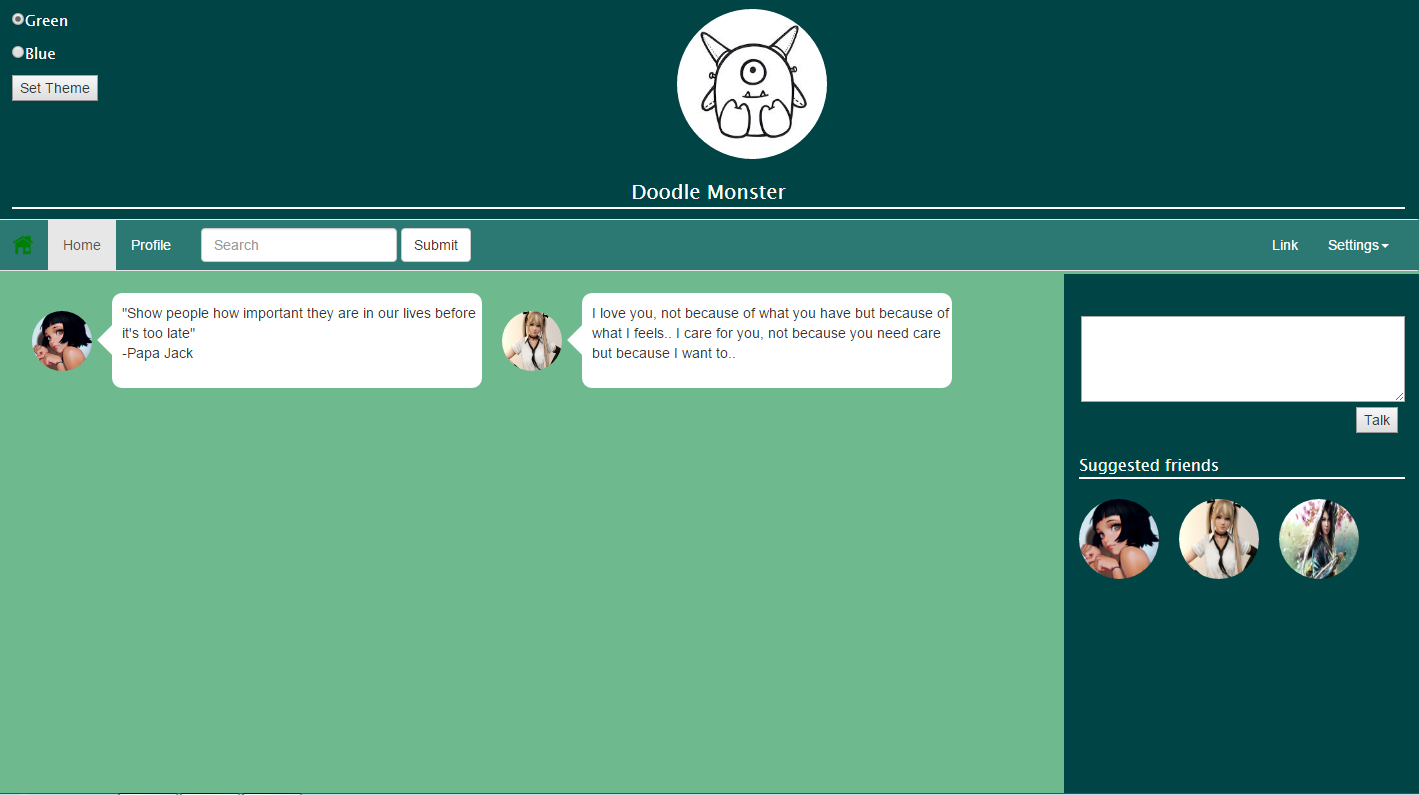 Green
Blue
Set Theme
Doodle Monster
Home
Profile
Search
Submit
Link
Settings
"Show people how important they are in our lives before
it's too late"
-Papa Jack
I love you, not because of what you have but because of
what I feels.. I care for you, not because you need care
but because I want to..
Talk
Suggested friends